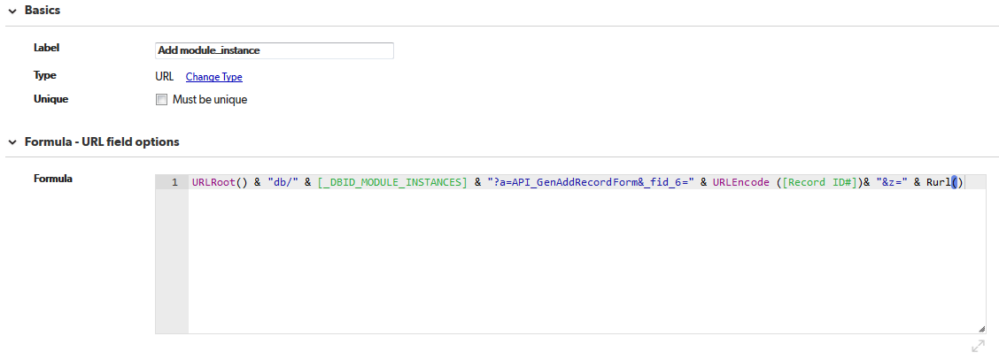 Basics
Label Add module_instance
Type URL Change Type
Unique Must be unique
Formula - URL field options
Formula
1 URLRoot() & "db/" & [_DBID_MODULE_INSTANCES] & "?a=API_GenAddRecordForm&_fid_6=" & URLEncode ([Record ID#])& "&z=" & Rurl()